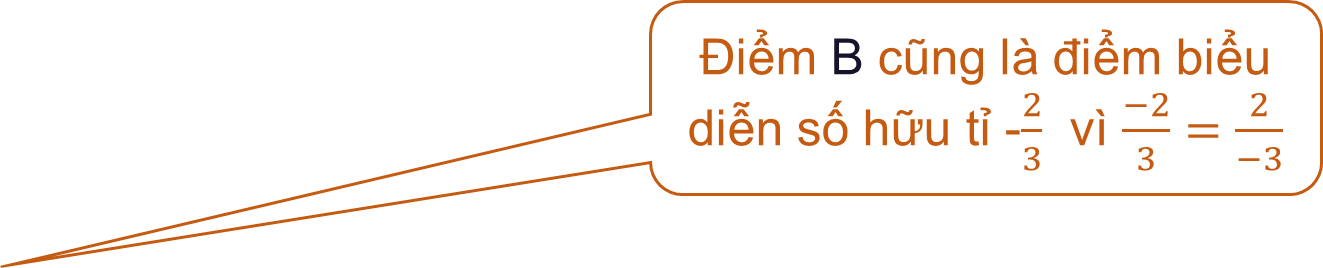 Điểm B cũng là điểm biểu
diễn số hữu tỉ -2/3 vì −2/3 = 2/−3